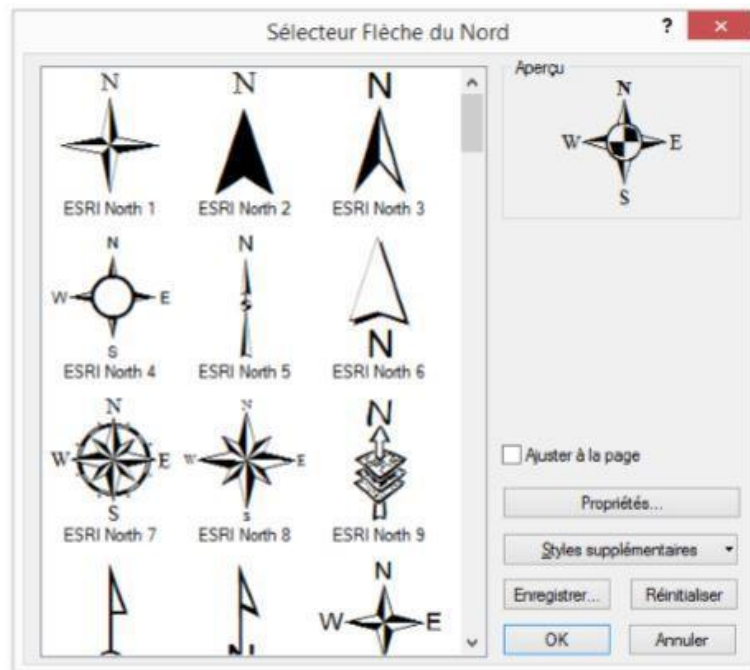 Sélecteur Flèche du Nord ? ×
Aperçu
N N N
ESRI North 1 ESRI North 2 ESRI North 3
N
W E
S
N
W E
S
N
N
ESRI North 4 ESRI North 5 ESRI North 6
N
W E
S
N
W E
S
N
ESRI North 7 ESRI North 8 ESRI North 9
N
N
W E
Ajuster à la page
Propriétés...
Styles supplémentaires
Enregistrer... Réinitialiser
OK Annuler